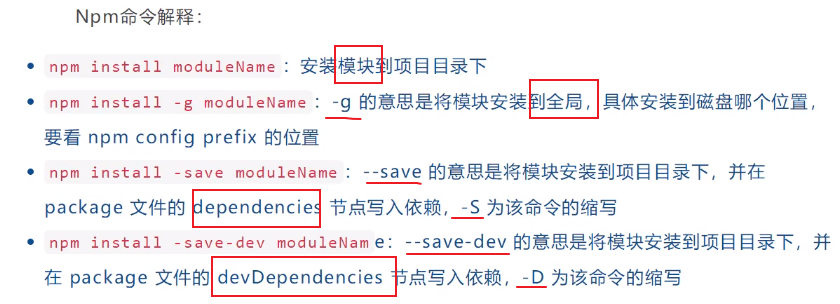 Npm命令解释：
npm install moduleName：安装模块到项目目录下
npm install -g moduleName：-g 的意思是将模块安装到全局，具体安装到磁盘哪个位置，
要看 npm config prefix 的位置
npm install -save moduleName：--save 的意思是将模块安装到项目目录下，并在
package 文件的 dependencies 节点写入依赖，-S 为该命令的缩写
npm install -save-dev moduleName：--save-dev 的意思是将模块安装到项目目录下，并
在 package 文件的 devDependencies 节点写入依赖，-D 为该命令的缩写